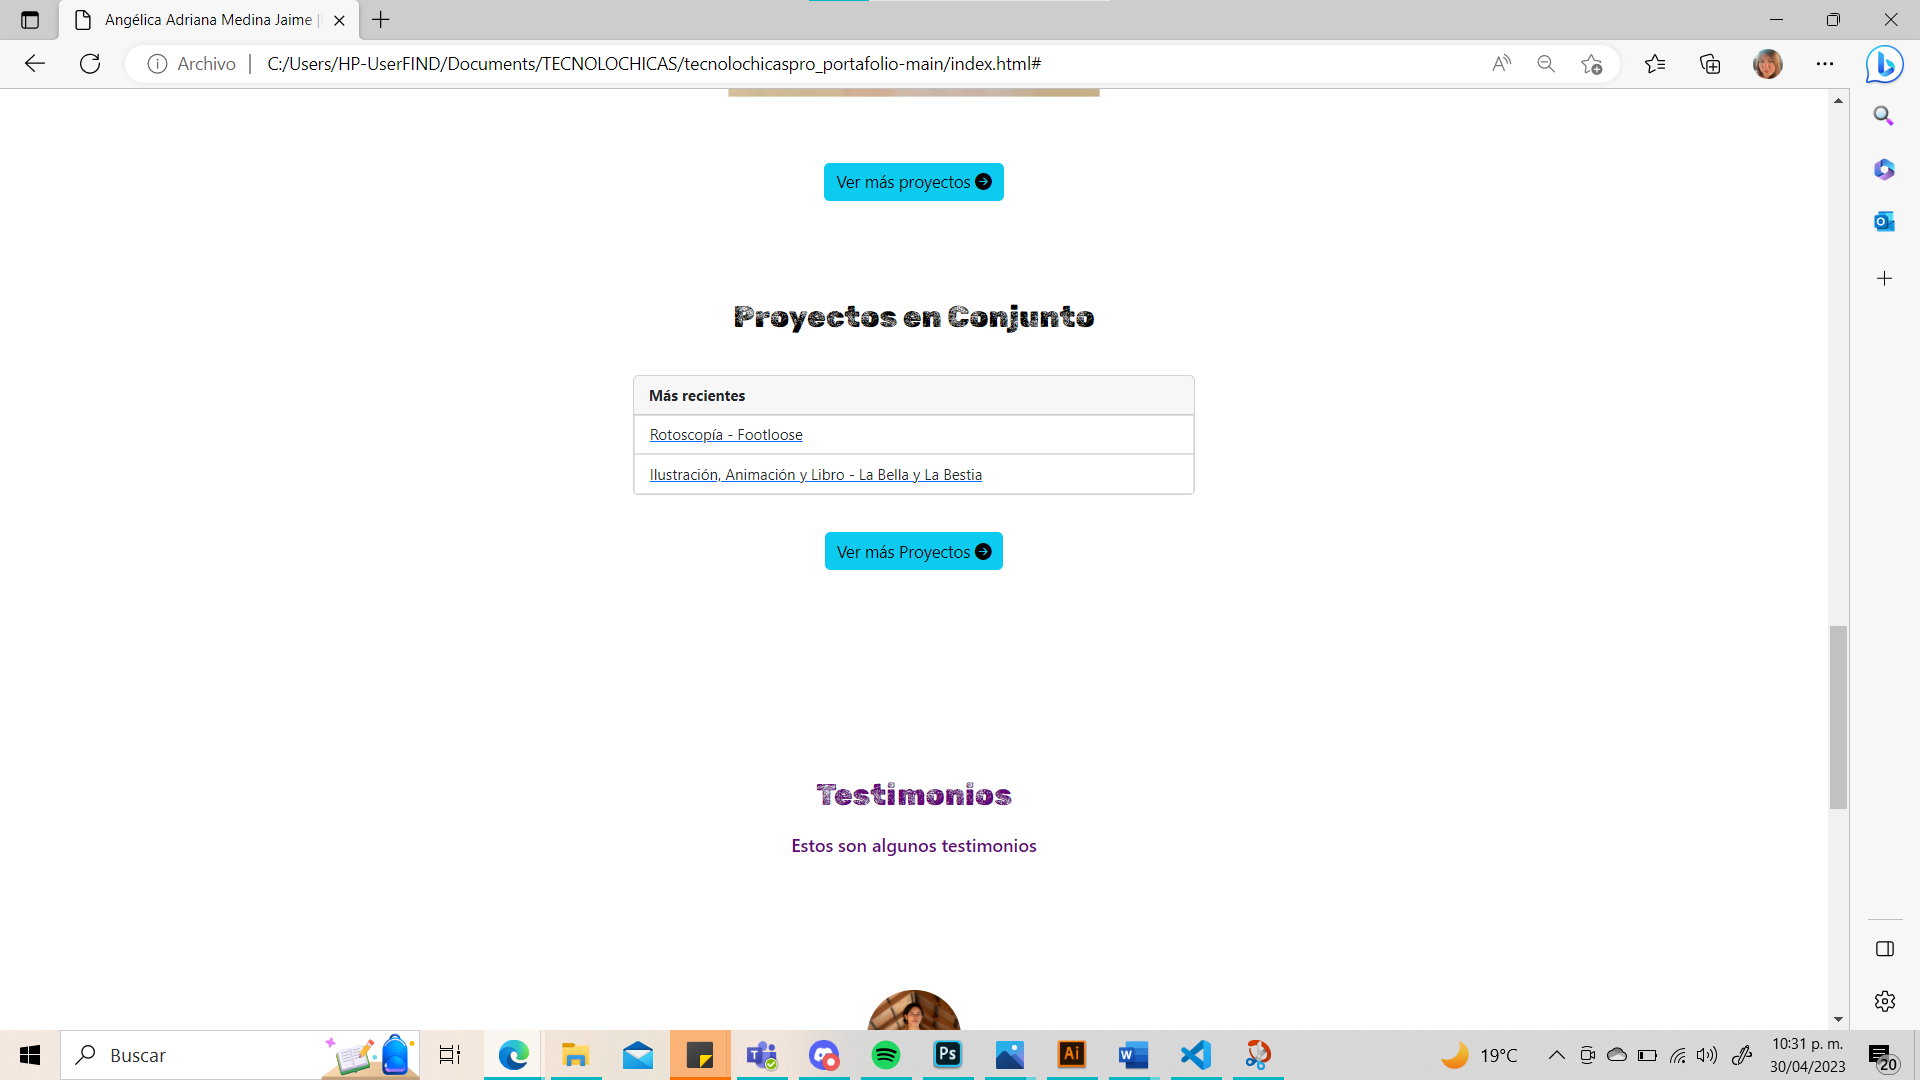 Angélica Adriana Medina Jaime |
Archivo
C:/Users/HP-UserFIND/Documents/TECNOLOCHICAS/tecnolochicaspro_portafolio-main/index.html#
Ver más proyectos
Proyectos en Conjunto
Más recientes
Rotoscopía - Footloose
Ilustración, Animación y Libro - La Bella y La Bestia
Ver más Proyectos
Testimonios
Estos son algunos testimonios
Buscar
Ps
Ai
19°C
10:31 p. m.
30/04/2023
20